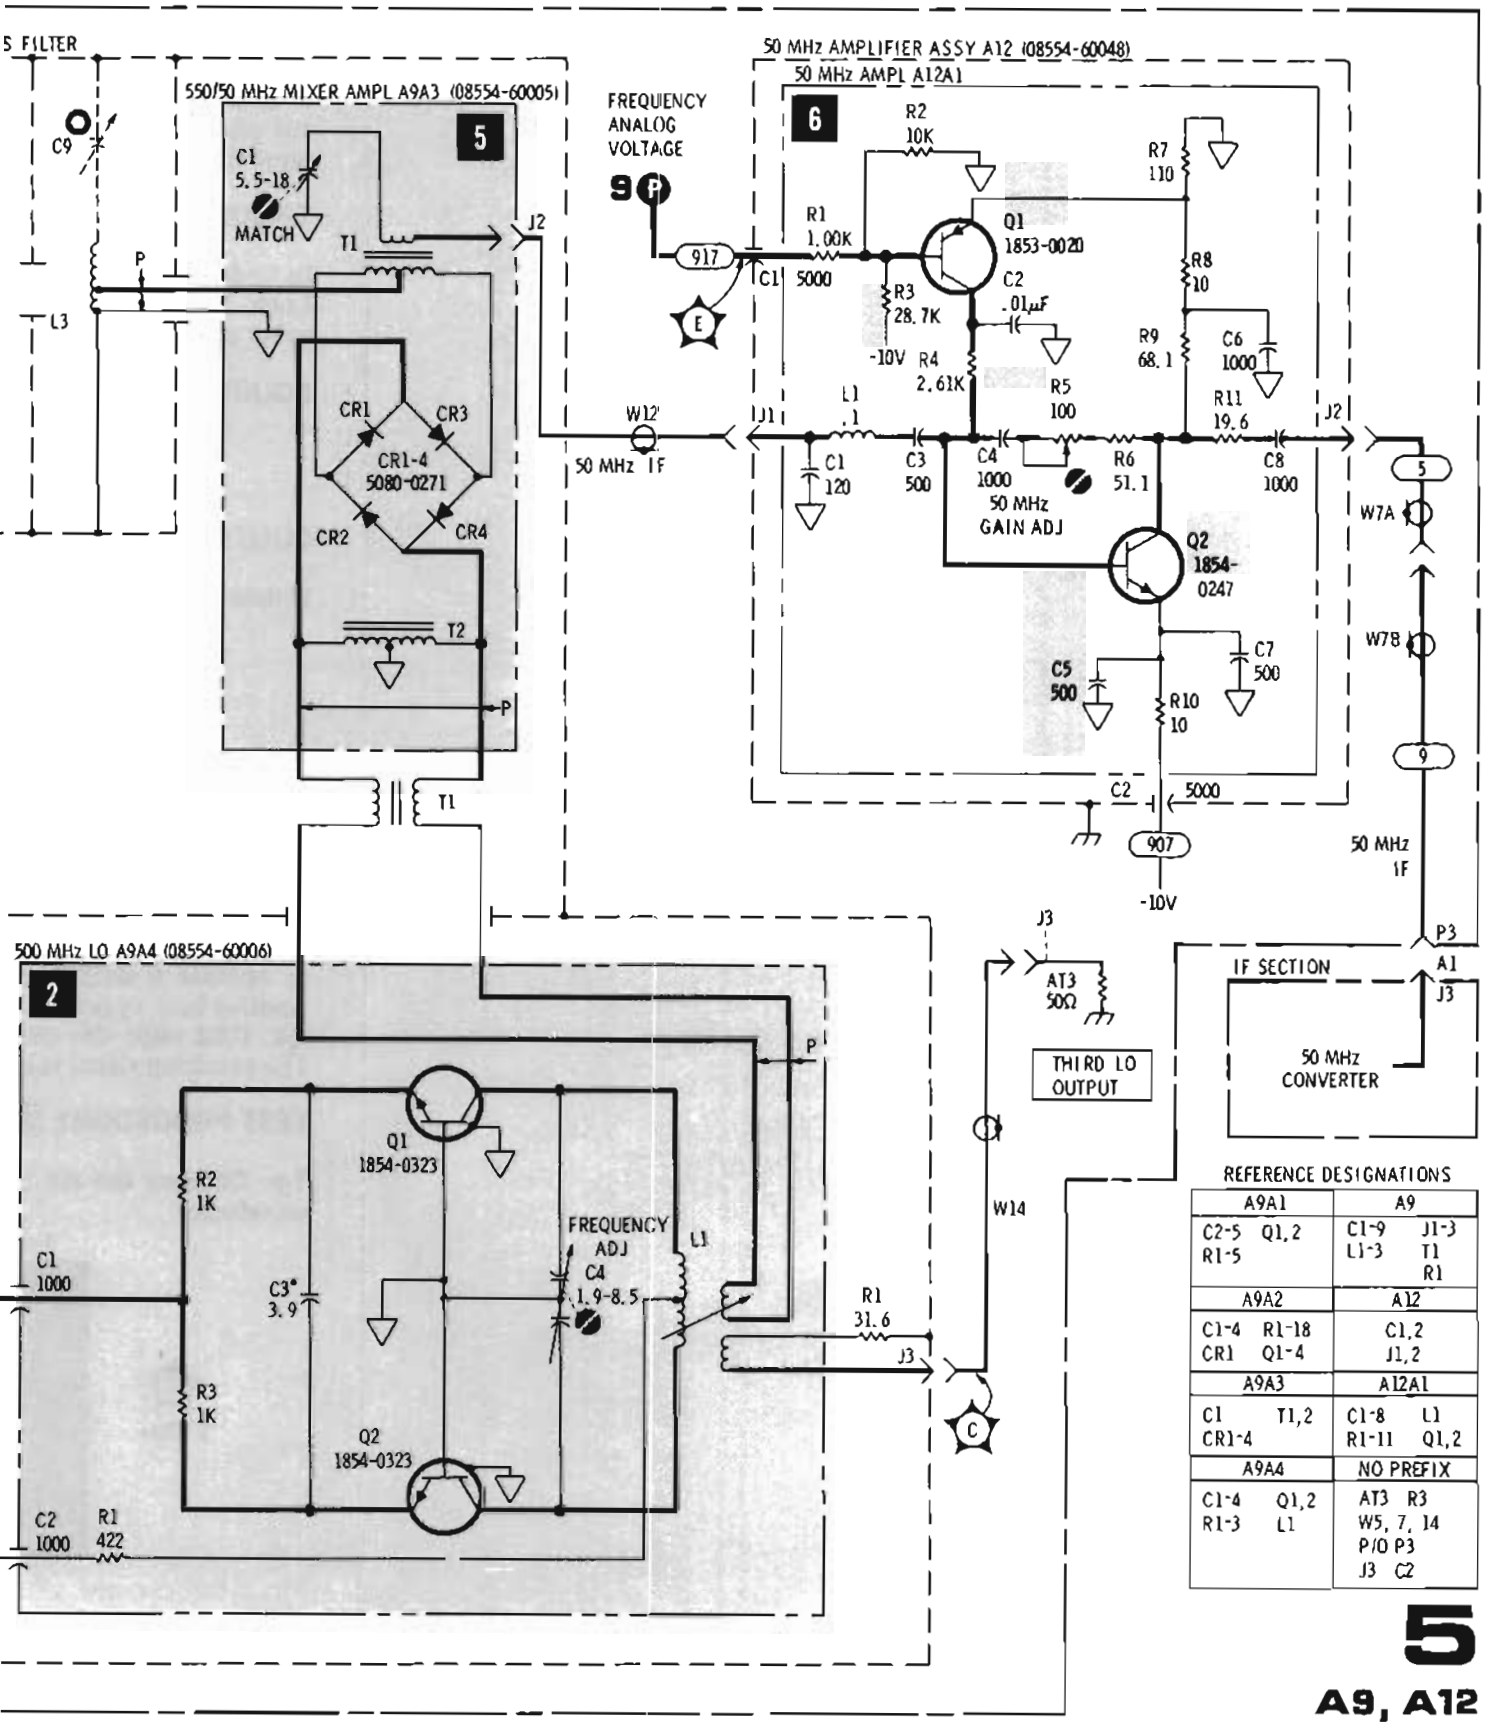 S FILTER
C9
L3
P
550/50 MHz MIXER AMPL A9A3 (08554-60005)
5
C1
5.5-18
MATCH
T1
J2
CR1
CR3
CR1-4
5080-0271
CR2
CR4
T2
P
T1
W12
50 MHz IF
FREQUENCY
ANALOG
VOLTAGE
9 P
917
E
50 MHz AMPLIFIER ASSY A12 (08554-60048)
50 MHz AMPL A12A1
6
R2
10K
R7
110
R1
1.00K
C1
5000
Q1
1853-0020
R3
28.7K
-10V
C2
.01µF
R8
10
R4
2.61K
R9
68.1
C6
1000
J1
L1
.1
R5
100
R11
19.6
J2
C1
120
C3
500
C4
1000
R6
51.1
C8
1000
50 MHz
GAIN ADJ
Q2
1854-
0247
C5
500
C7
500
R10
10
C2
5000
907
-10V
5
W7A
W7B
9
50 MHz
IF
P3
A1
J3
IF SECTION
50 MHz
CONVERTER
500 MHz LO A9A4 (08554-60006)
2
P
Q1
1854-0323
R2
1K
FREQUENCY
ADJ
C4
1.9-8.5
L1
C1
1000
C3*
3.9
R1
31.6
J3
R3
1K
Q2
1854-0323
C2
1000
R1
422
C
W14
J3
AT3
50Ω
THIRD LO
OUTPUT
REFERENCE DESIGNATIONS
A9A1 A9
C2-5 Q1,2 C1-9 J1-3
R1-5 L1-3 T1
R1
A9A2 A12
C1-4 R1-18 C1,2
CR1 Q1-4 J1,2
A9A3 A12A1
C1 T1,2 C1-8 L1
CR1-4 R1-11 Q1,2
A9A4 NO PREFIX
C1-4 Q1,2 AT3 R3
R1-3 L1 W5, 7, 14
P/O P3
J3 C2
5
A9, A12